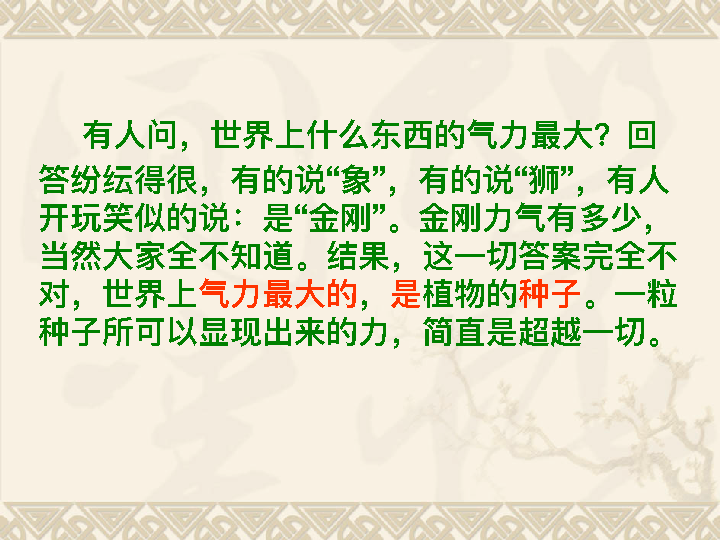 有人问，世界上什么东西的气力最大？回
答纷纭得很，有的说“象”，有的说“狮”，有人
开玩笑似的说：是“金刚”。金刚力气有多少，
当然大家全不知道。结果，这一切答案完全不
对，世界上气力最大的，是植物的种子。一粒
种子所可以显现出来的力，简直是超越一切。